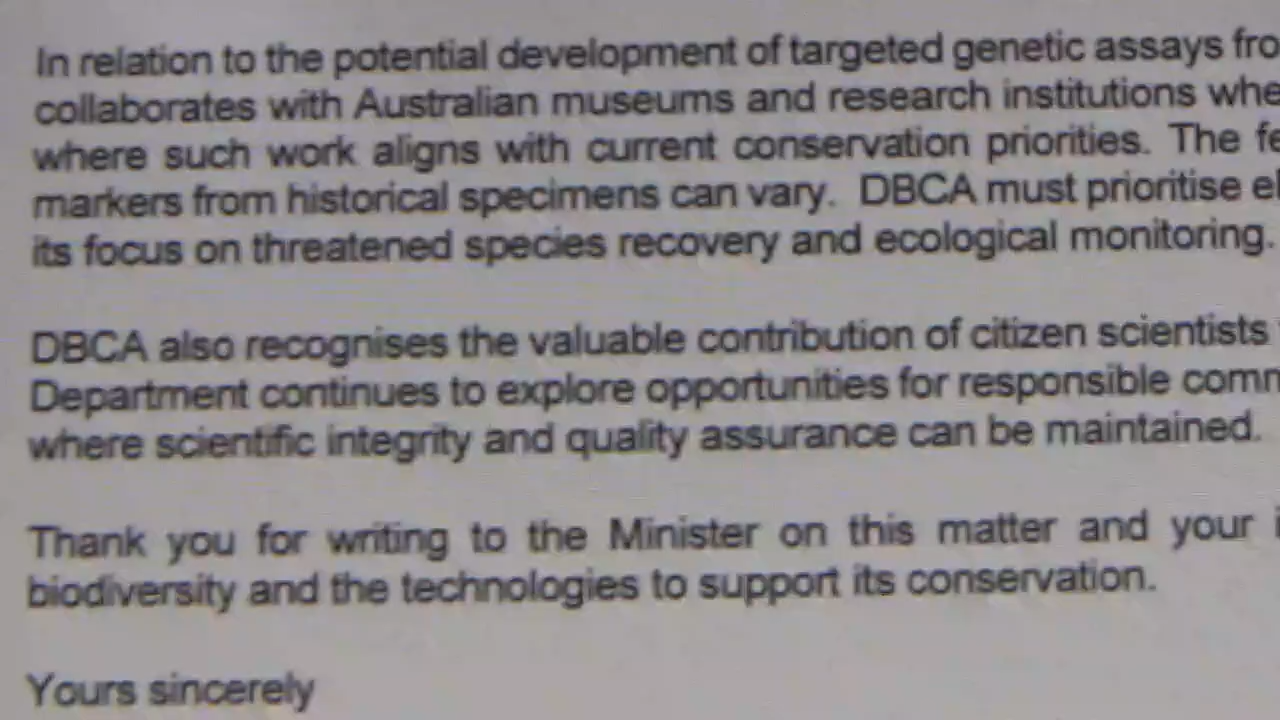 In relation to the potential development of targeted genetic assays fro
collaborates with Australian museums and research institutions whe
where such work aligns with current conservation priorities. The fe
markers from historical specimens can vary. DBCA must prioritise el
its focus on threatened species recovery and ecological monitoring.
DBCA also recognises the valuable contribution of citizen scientists
Department continues to explore opportunities for responsible comm
where scientific integrity and quality assurance can be maintained.
Thank you for writing to the Minister on this matter and your i
biodiversity and the technologies to support its conservation.
Yours sincerely